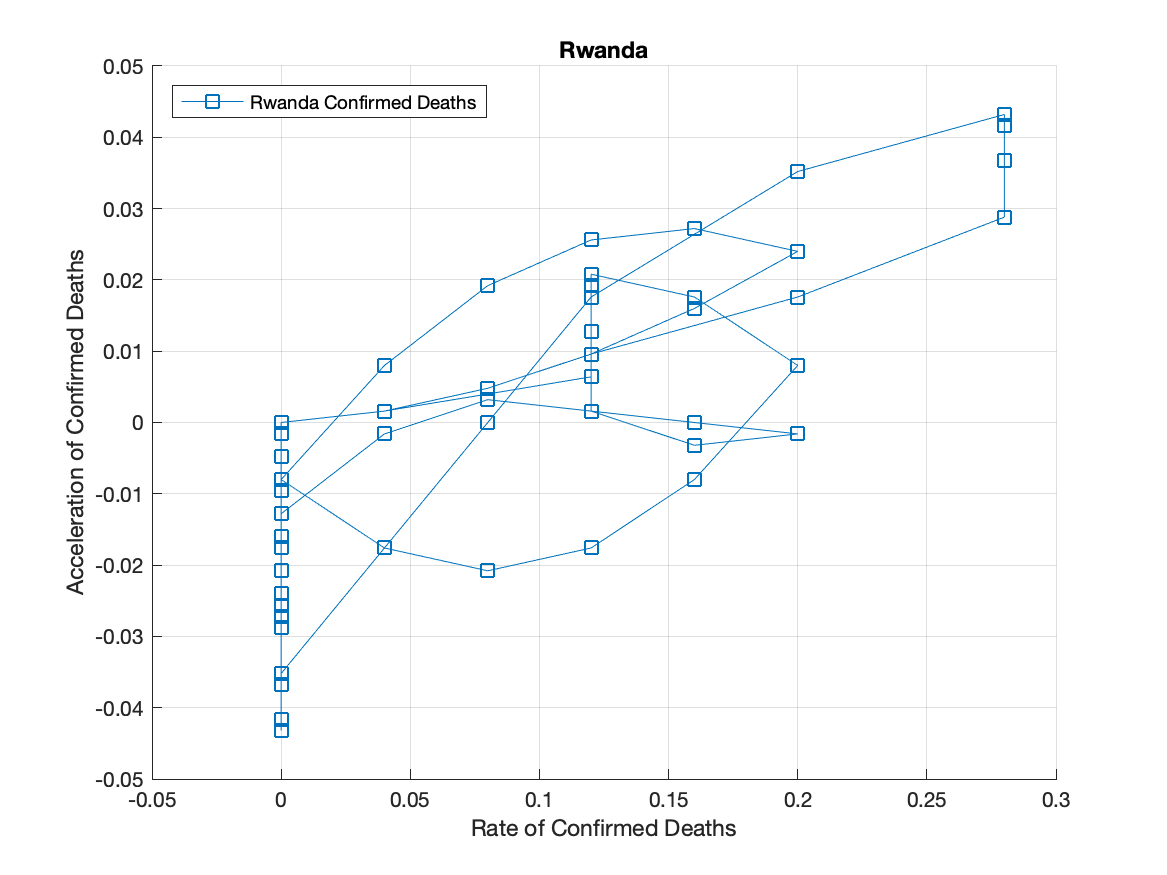 Rwanda
Rwanda Confirmed Deaths
0.05
0.04
0.03
0.02
0.01
0
-0.01
-0.02
-0.03
-0.04
-0.05
Acceleration of Confirmed Deaths
-0.05 0 0.05 0.1 0.15 0.2 0.25 0.3
Rate of Confirmed Deaths